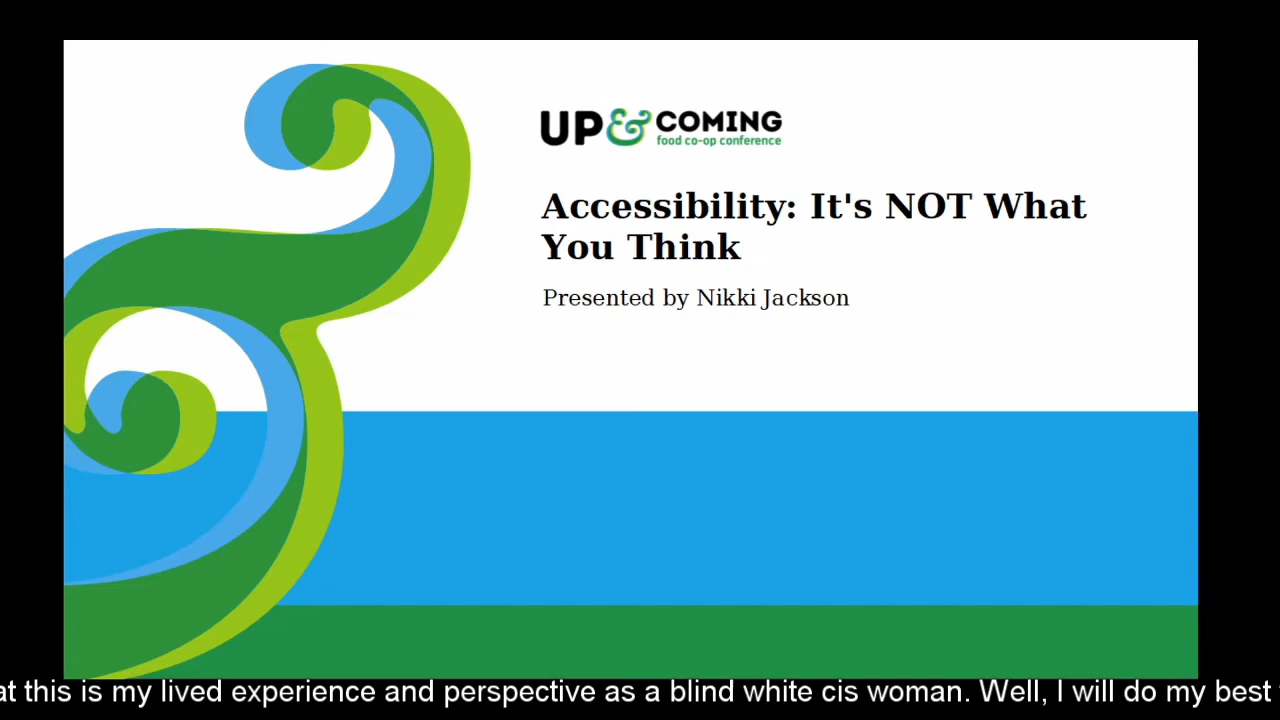 UP & COMING
food co-op conference
Accessibility: It's NOT What
You Think
Presented by Nikki Jackson
this is my lived experience and perspective as a blind white cis woman. Well, I will do my best